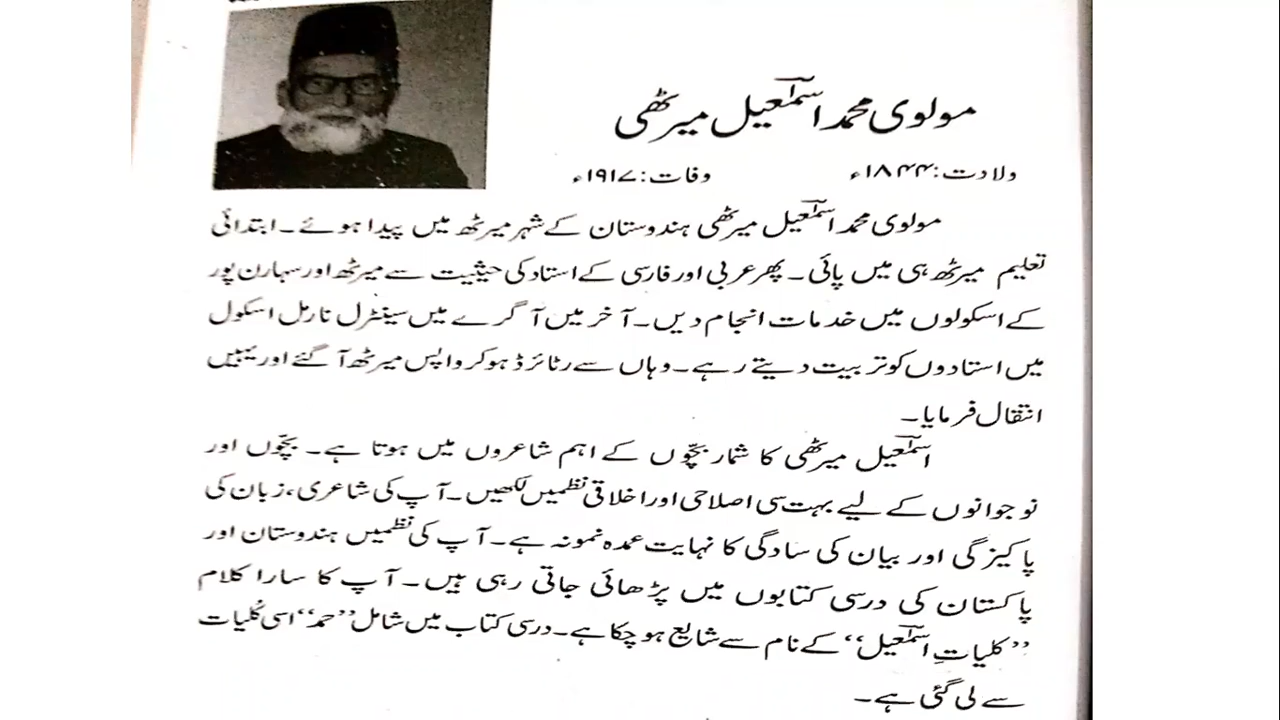 مولوی محمد اسمٰعیل میرٹھی
ولادت: ۱۸۴۴ء وفات: ۱۹۱۷ء
مولوی محمد اسمٰعیل میرٹھی ہندوستان کے شہر میرٹھ میں پیدا ہوئے۔ ابتدائی
تعلیم میرٹھ ہی میں پائی۔ پھر عربی اور فارسی کے استاد کی حیثیت سے میرٹھ اور سہارن پور
کے اسکولوں میں خدمات انجام دیں۔ آخر میں آگرے میں سینٹرل نارمل اسکول
میں استادوں کو تربیت دیتے رہے۔ وہاں سے رٹائرڈ ہو کر واپس میرٹھ آ گئے اور یہیں
انتقال فرمایا۔
اسمٰعیل میرٹھی کا شمار بچّوں کے اہم شاعروں میں ہوتا ہے۔ بچّوں اور
نوجوانوں کے لیے بہت سی اصلاحی اور اخلاقی نظمیں لکھیں۔ آپ کی شاعری، زبان کی
پاکیزگی اور بیان کی سادگی کا نہایت عمدہ نمونہ ہے۔ آپ کی نظمیں ہندوستان اور
پاکستان کی درسی کتابوں میں پڑھائی جاتی رہی ہیں۔ آپ کا سارا کلام
”کلیاتِ اسمٰعیل“ کے نام سے شایع ہو چکا ہے۔ درسی کتاب میں شامل ”حمد“ اسی کُلیات
سے لی گئی ہے۔